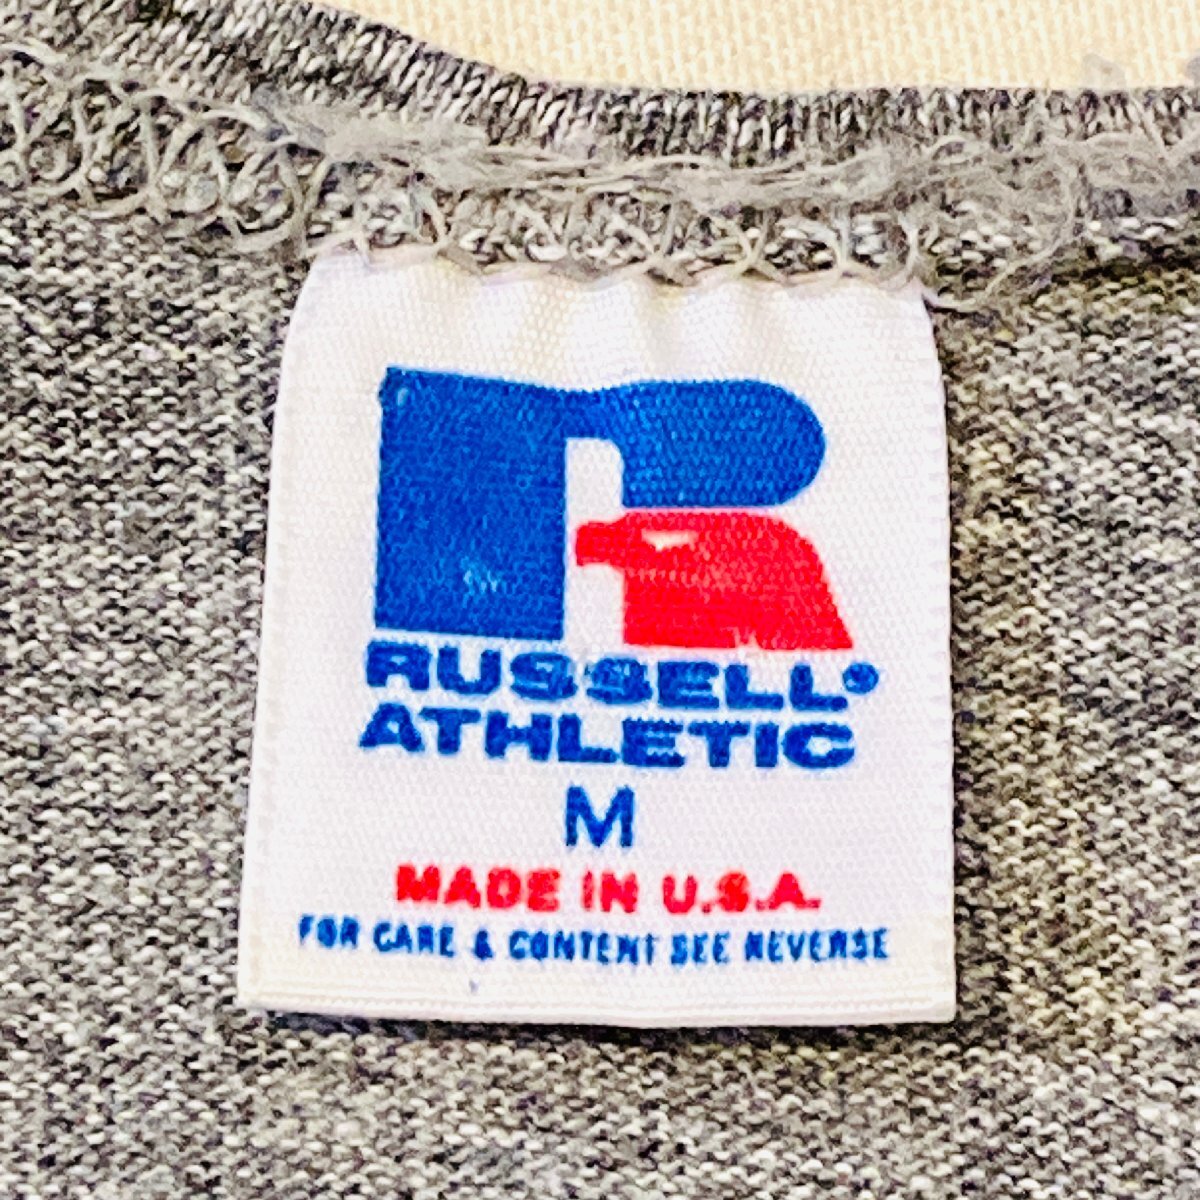 RUSSELL®
ATHLETIC
M
MADE IN U.S.A.
FOR CARE & CONTENT SEE REVERSE